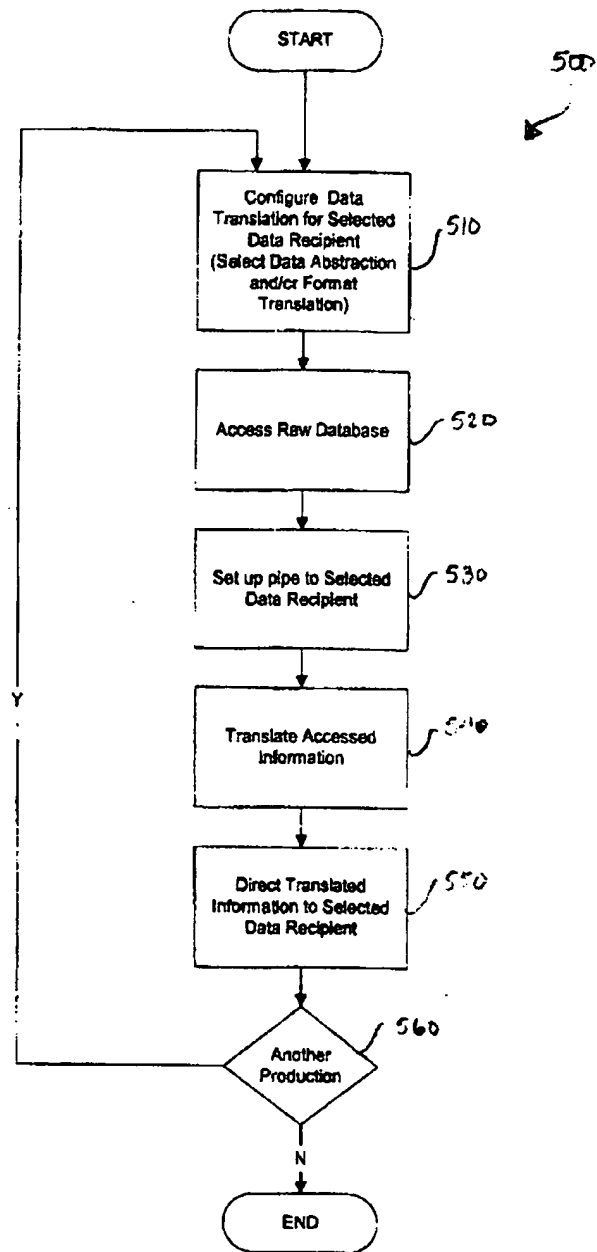 START
500
Configure Data
Translation for Selected
Data Recipient
(Select Data Abstraction
and/or Format
Translation)
510
Access Raw Database
520
Set up pipe to Selected
Data Recipient
530
Translate Accessed
Information
540
Direct Translated
Information to Selected
Data Recipient
550
Another
Production
560
Y
N
END